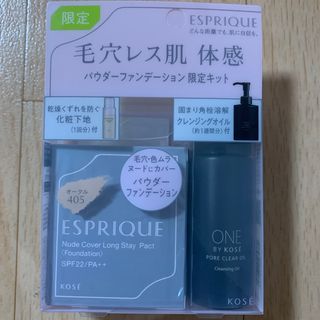 限定
ESPRIQUE
どんな距離でも、肌に自信を。
毛穴レス肌 体感
パウダーファンデーション 限定キット
乾燥くずれを防ぐ
化粧下地
(1回分)付
固まり角栓溶解
クレンジングオイル
(約1週間分)付
毛穴・色ムラ
ヌードにカバー
パウダー
ファンデーション
オークル
405
ESPRIQUE
Nude Cover Long Stay Pact
(Foundation)
SPF22/PA++
KOSÉ
ONE
BY KOSÉ
PORE CLEAR OIL
Cleansing Oil
KOSÉ